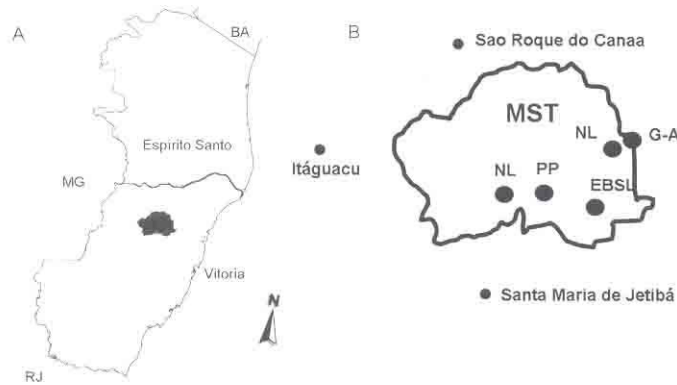 A
BA
Espírito Santo
MG
Vitoria
RJ
N
B
Sao Roque do Canaa
MST
NL
G-A
Itáguacu
NL
PP
EBSL
Santa Maria de Jetibá